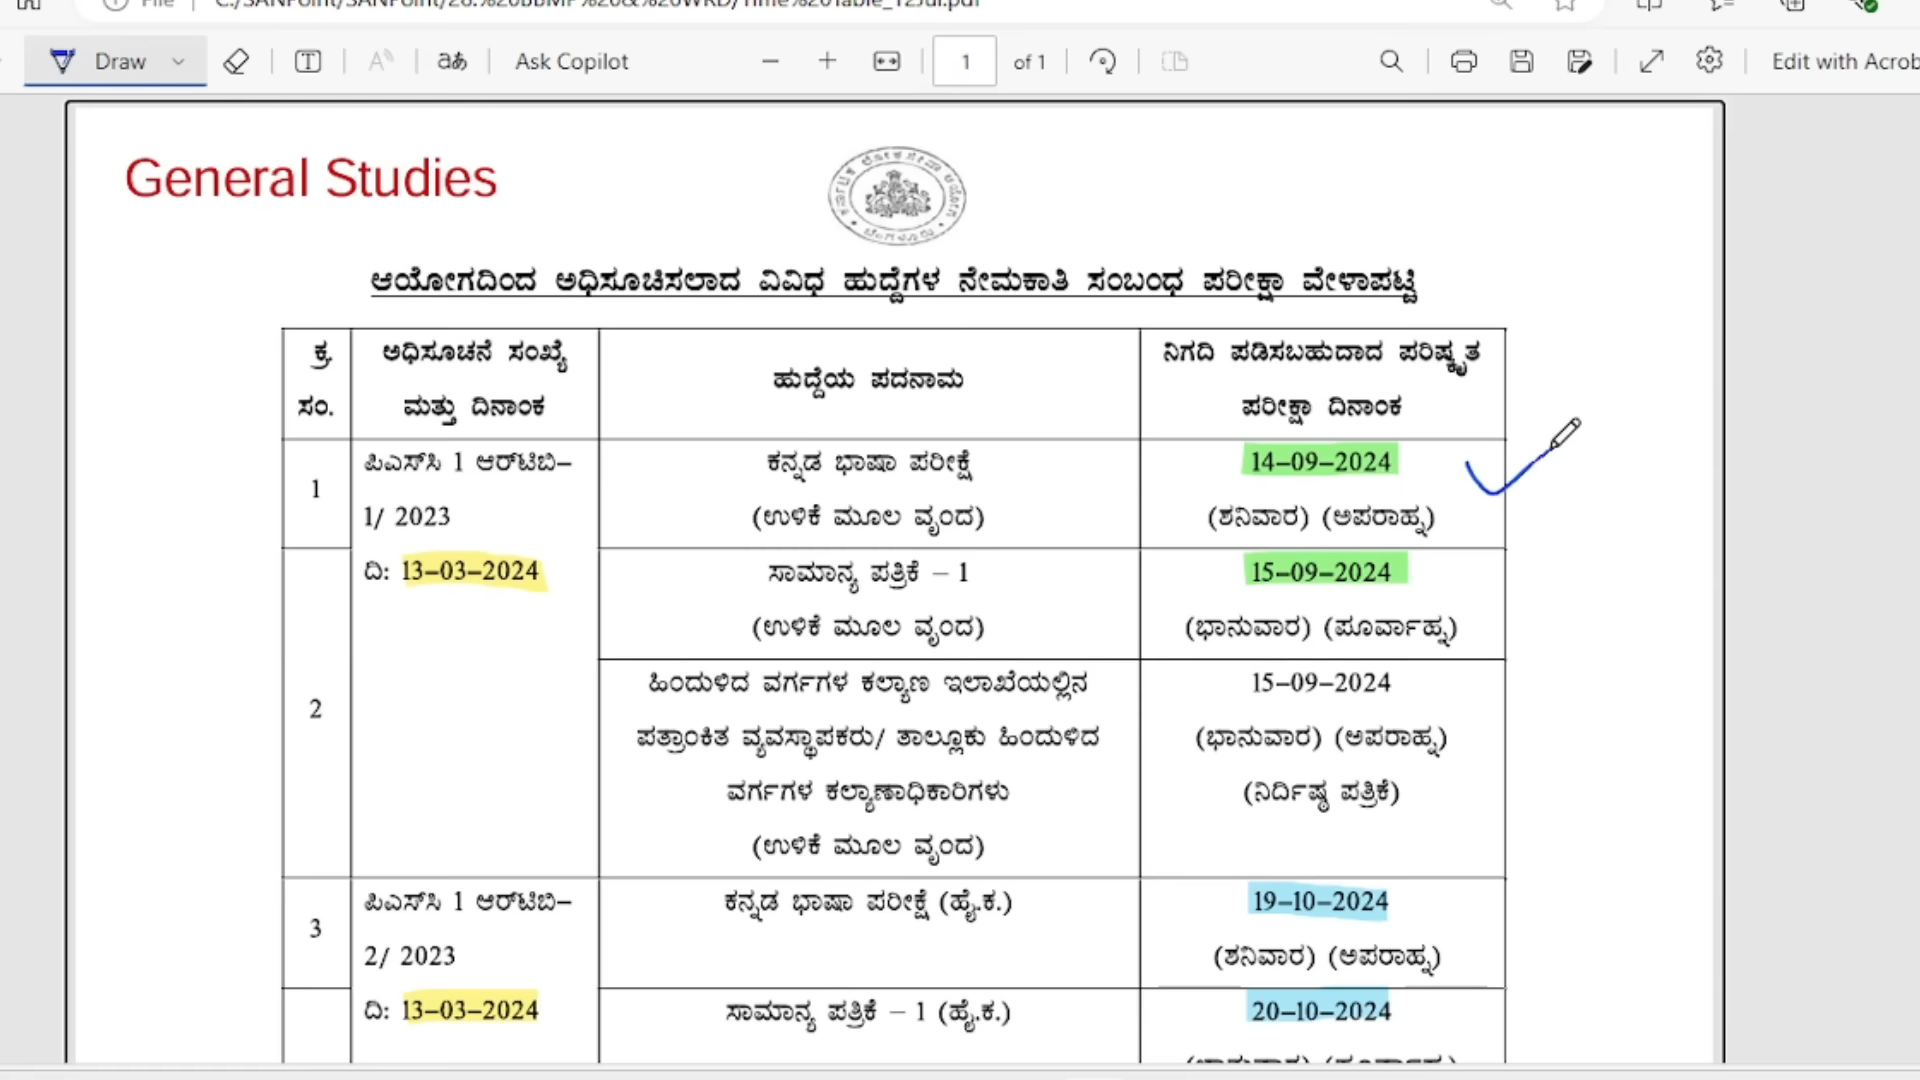 File
Draw
Ask Copilot
1 of 1
Edit with Acrob
General Studies
ಆಯೋಗದಿಂದ ಅಧಿಸೂಚಿಸಲಾದ ವಿವಿಧ ಹುದ್ದೆಗಳ ನೇಮಕಾತಿ ಸಂಬಂಧ ಪರೀಕ್ಷಾ ವೇಳಾಪಟ್ಟಿ
ಕ್ರ. ಸಂ.
ಅಧಿಸೂಚನೆ ಸಂಖ್ಯೆ
ಮತ್ತು ದಿನಾಂಕ
ಹುದ್ದೆಯ ಪದನಾಮ
ನಿಗದಿ ಪಡಿಸಬಹುದಾದ ಪರಿಷ್ಕೃತ
ಪರೀಕ್ಷಾ ದಿನಾಂಕ
1
ಪಿಎಸ್‌ಸಿ 1 ಆರ್‌ಟಿಬಿ–
1/ 2023
ದಿ: 13–03–2024
ಕನ್ನಡ ಭಾಷಾ ಪರೀಕ್ಷೆ
(ಉಳಿಕೆ ಮೂಲ ವೃಂದ)
14–09–2024
(ಶನಿವಾರ) (ಅಪರಾಹ್ನ)
2
ಸಾಮಾನ್ಯ ಪತ್ರಿಕೆ – 1
(ಉಳಿಕೆ ಮೂಲ ವೃಂದ)
15–09–2024
(ಭಾನುವಾರ) (ಪೂರ್ವಾಹ್ನ)
ಹಿಂದುಳಿದ ವರ್ಗಗಳ ಕಲ್ಯಾಣ ಇಲಾಖೆಯಲ್ಲಿನ
ಪತ್ರಾಂಕಿತ ವ್ಯವಸ್ಥಾಪಕರು/ ತಾಲ್ಲೂಕು ಹಿಂದುಳಿದ
ವರ್ಗಗಳ ಕಲ್ಯಾಣಾಧಿಕಾರಿಗಳು
(ಉಳಿಕೆ ಮೂಲ ವೃಂದ)
15–09–2024
(ಭಾನುವಾರ) (ಅಪರಾಹ್ನ)
(ನಿರ್ದಿಷ್ಠ ಪತ್ರಿಕೆ)
3
ಪಿಎಸ್‌ಸಿ 1 ಆರ್‌ಟಿಬಿ–
2/ 2023
ದಿ: 13–03–2024
ಕನ್ನಡ ಭಾಷಾ ಪರೀಕ್ಷೆ (ಹೈ.ಕ.)
19–10–2024
(ಶನಿವಾರ) (ಅಪರಾಹ್ನ)
ಸಾಮಾನ್ಯ ಪತ್ರಿಕೆ – 1 (ಹೈ.ಕ.)
20–10–2024